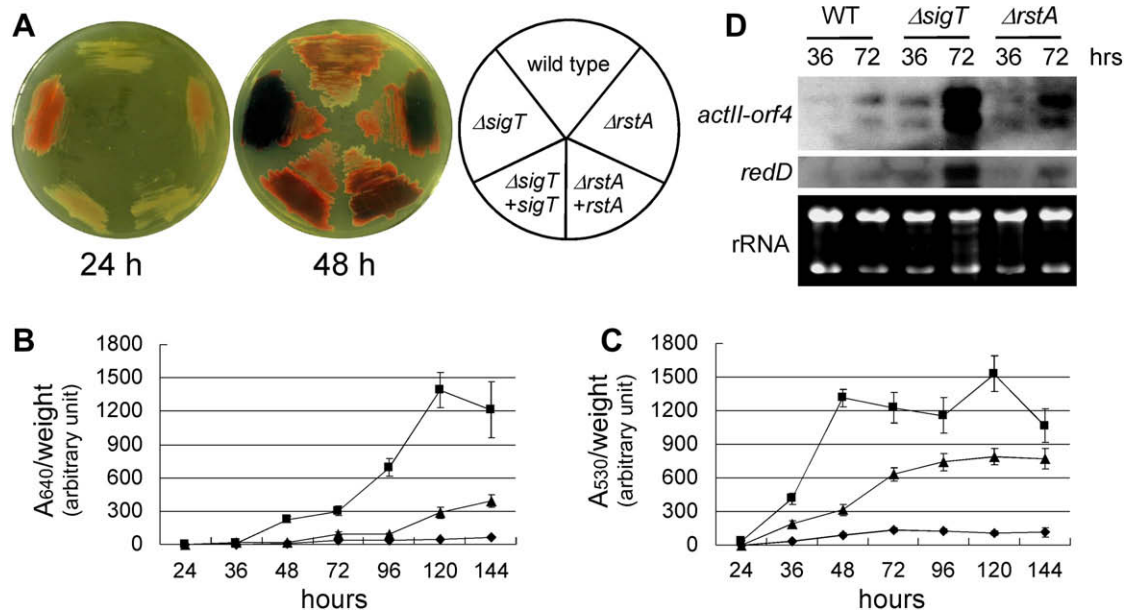 A
24 h
48 h
wild type
ΔsigT
ΔrstA
ΔsigT
+sigT
ΔrstA
+rstA
D
WT ΔsigT ΔrstA
36 72 36 72 36 72 hrs
actII-orf4
redD
rRNA
B
A640/weight
(arbitrary unit)
1800
1500
1200
900
600
300
0
24 36 48 72 96 120 144
hours
C
A530/weight
(arbitrary unit)
1800
1500
1200
900
600
300
0
24 36 48 72 96 120 144
hours